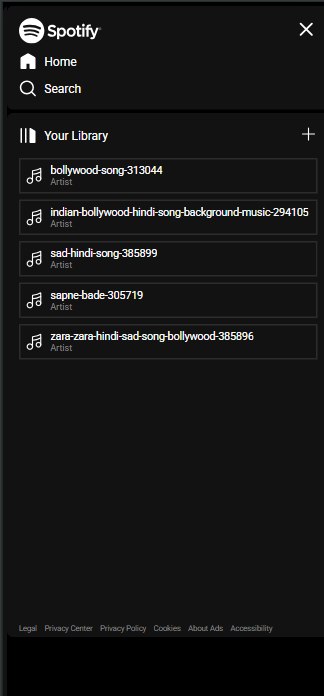 Spotify
Home
Search
Your Library
bollywood-song-313044
Artist
indian-bollywood-hindi-song-background-music-294105
Artist
sad-hindi-song-385899
Artist
sapne-bade-305719
Artist
zara-zara-hindi-sad-song-bollywood-385896
Artist
Legal Privacy Center Privacy Policy Cookies About Ads Accessibility